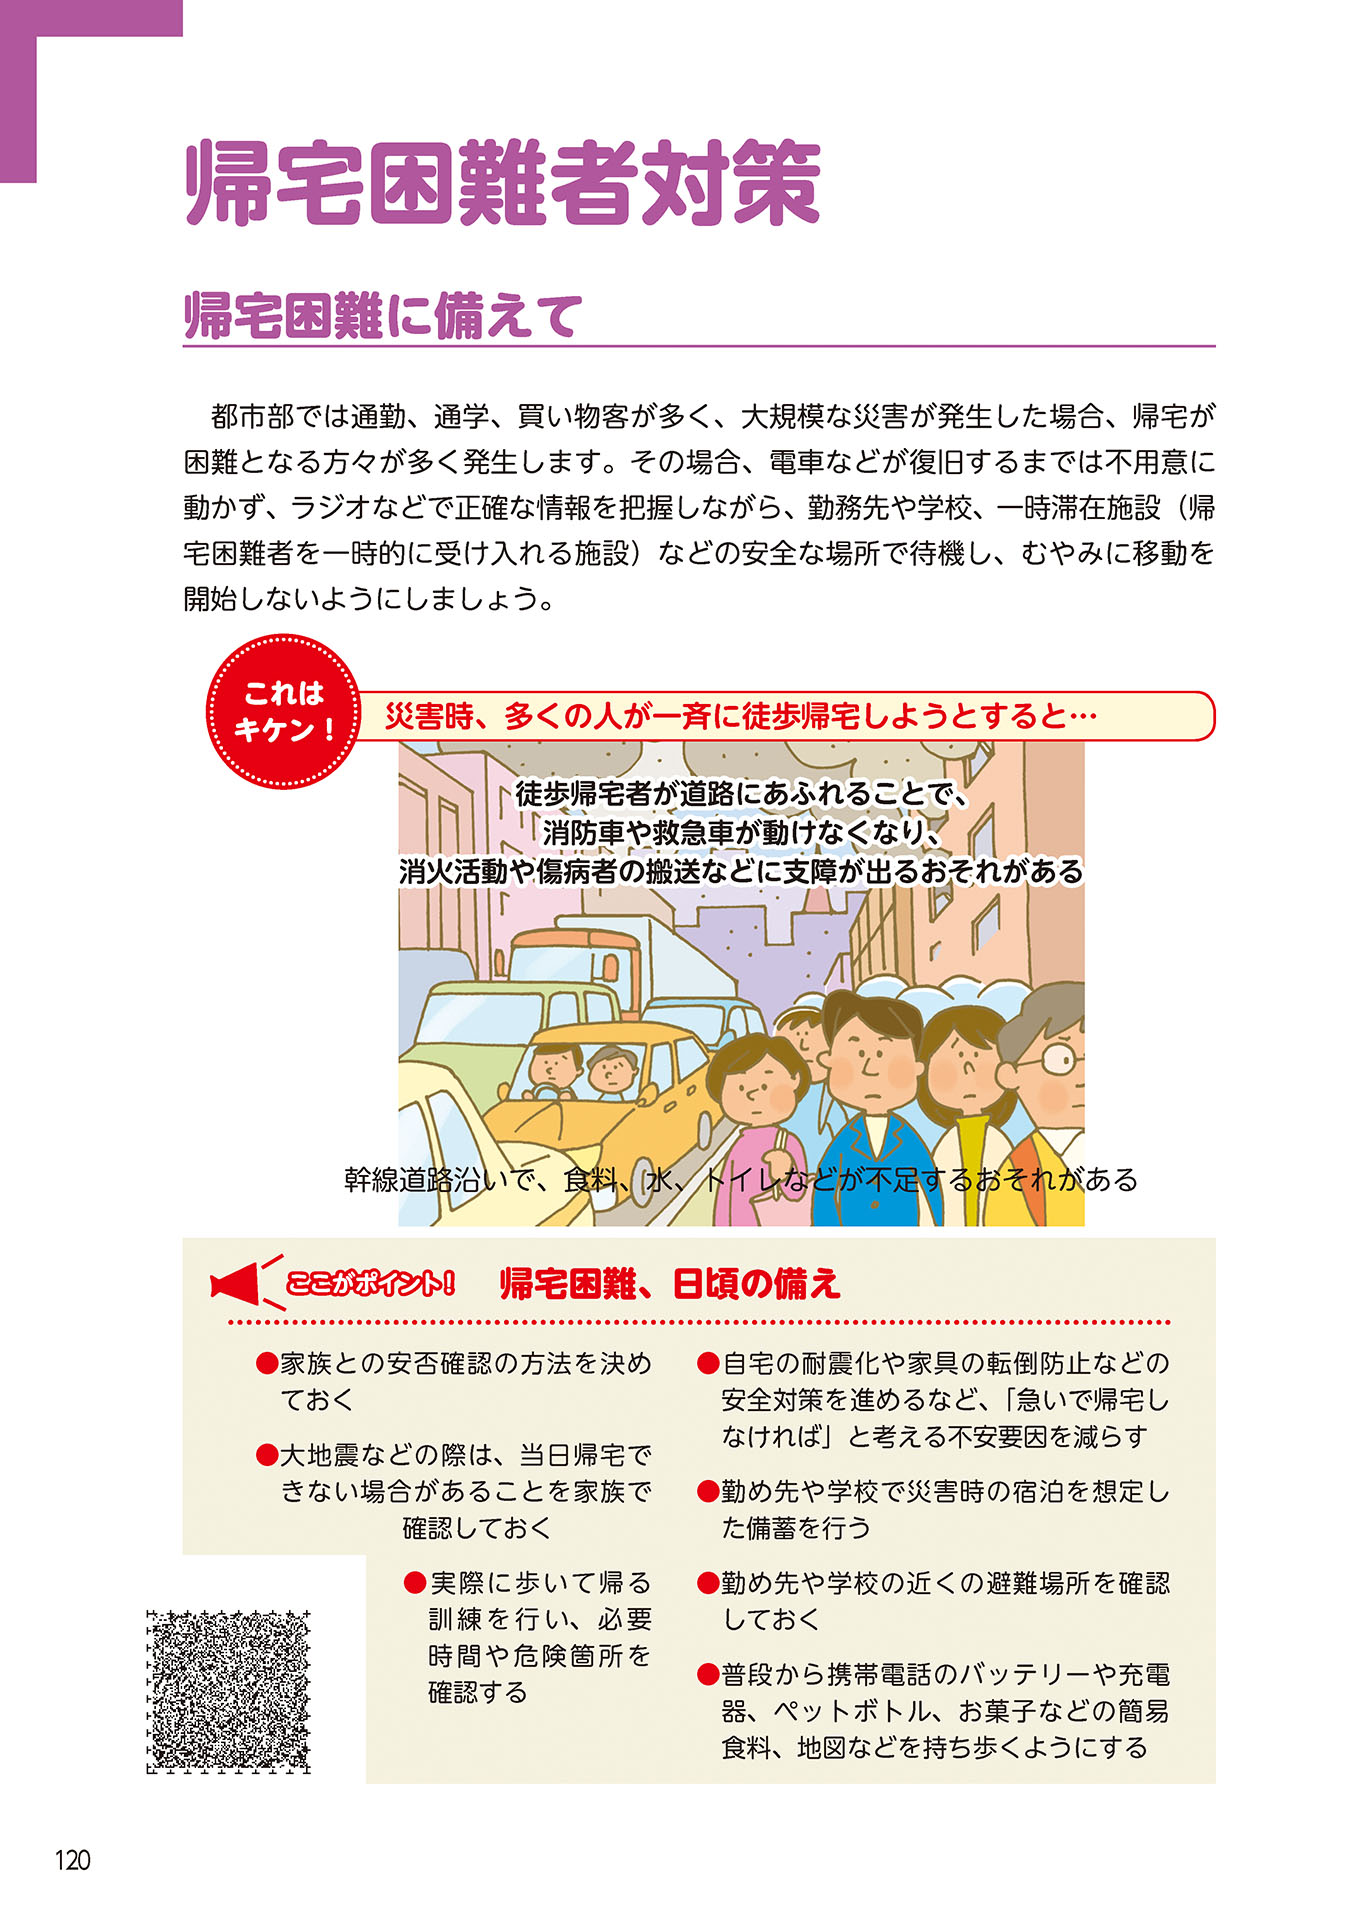 帰宅困難者対策
帰宅困難に備えて
都市部では通勤、通学、買い物客が多く、大規模な災害が発生した場合、帰宅が
困難となる方々が多く発生します。その場合、電車などが復旧するまでは不用意に
動かず、ラジオなどで正確な情報を把握しながら、勤務先や学校、一時滞在施設（帰
宅困難者を一時的に受け入れる施設）などの安全な場所で待機し、むやみに移動を
開始しないようにしましょう。
これは
キケン！
災害時、多くの人が一斉に徒歩帰宅しようとすると…
徒歩帰宅者が道路にあふれることで、
消防車や救急車が動けなくなり、
消火活動や傷病者の搬送などに支障が出るおそれがある
幹線道路沿いで、食料、水、トイレなどが不足するおそれがある
ここがポイント！
帰宅困難、日頃の備え
●家族との安否確認の方法を決め
ておく
●大地震などの際は、当日帰宅で
きない場合があることを家族で
確認しておく
●実際に歩いて帰る
訓練を行い、必要
時間や危険箇所を
確認する
●自宅の耐震化や家具の転倒防止などの
安全対策を進めるなど、「急いで帰宅し
なければ」と考える不安要因を減らす
●勤め先や学校で災害時の宿泊を想定し
た備蓄を行う
●勤め先や学校の近くの避難場所を確認
しておく
●普段から携帯電話のバッテリーや充電
器、ペットボトル、お菓子などの簡易
食料、地図などを持ち歩くようにする
120